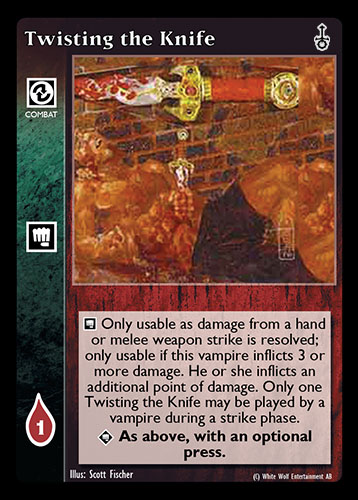 Twisting the Knife
COMBAT
Only usable as damage from a hand
or melee weapon strike is resolved;
only usable if this vampire inflicts 3 or
more damage. He or she inflicts an
additional point of damage. Only one
Twisting the Knife may be played by a
vampire during a strike phase.
As above, with an optional
press.
1
Illus: Scott Fischer
(C) White Wolf Entertainment AB